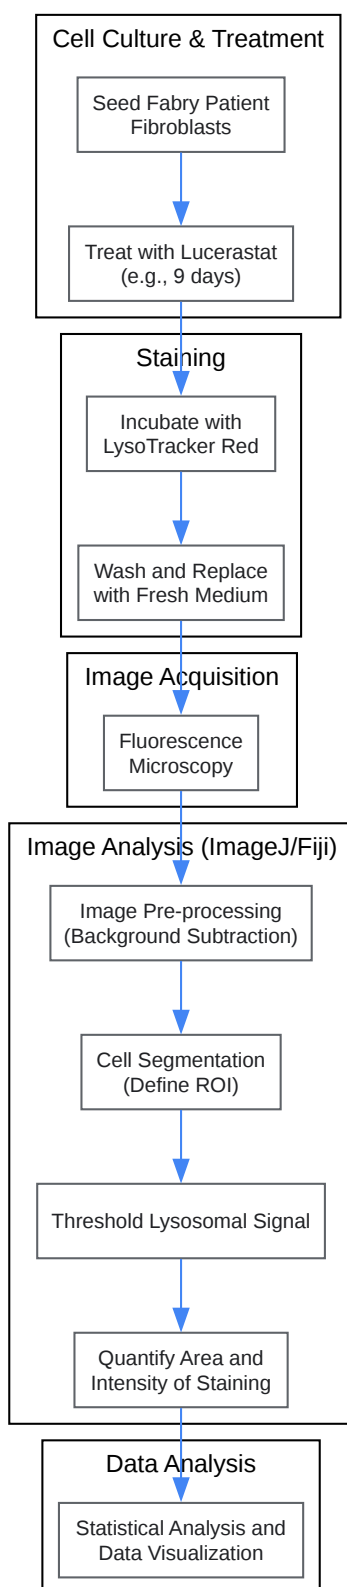 Cell Culture & Treatment
Seed Fabry Patient
Fibroblasts
Treat with Lucerastat
(e.g., 9 days)
Staining
Incubate with
LysoTracker Red
Wash and Replace
with Fresh Medium
Image Acquisition
Fluorescence
Microscopy
Image Analysis (ImageJ/Fiji)
Image Pre-processing
(Background Subtraction)
Cell Segmentation
(Define ROI)
Threshold Lysosomal Signal
Quantify Area and
Intensity of Staining
Data Analysis
Statistical Analysis and
Data Visualization